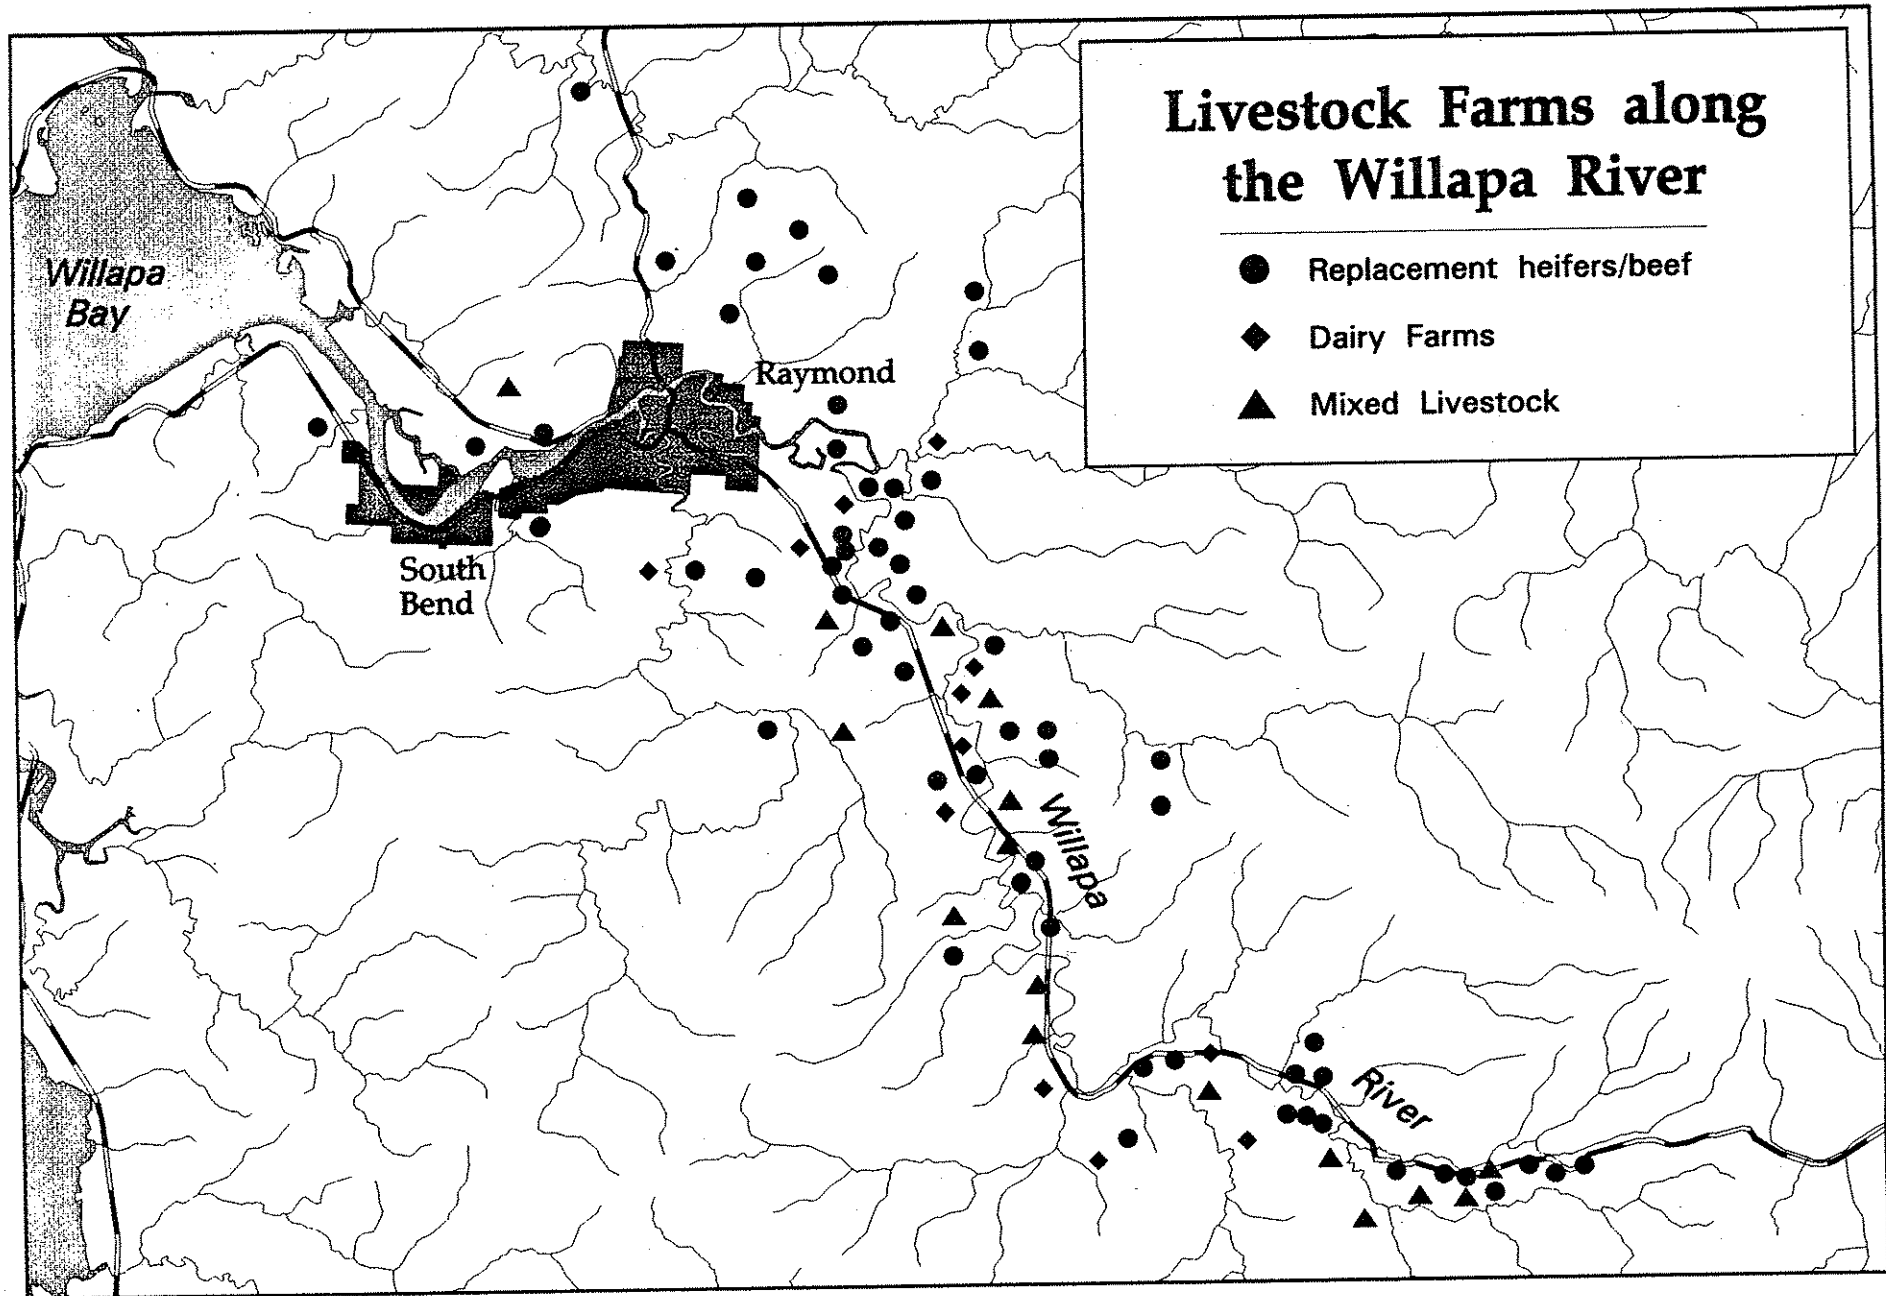 Livestock Farms along
the Willapa River
Replacement heifers/beef
Dairy Farms
Mixed Livestock
Willapa
Bay
Raymond
South
Bend
Willapa
River